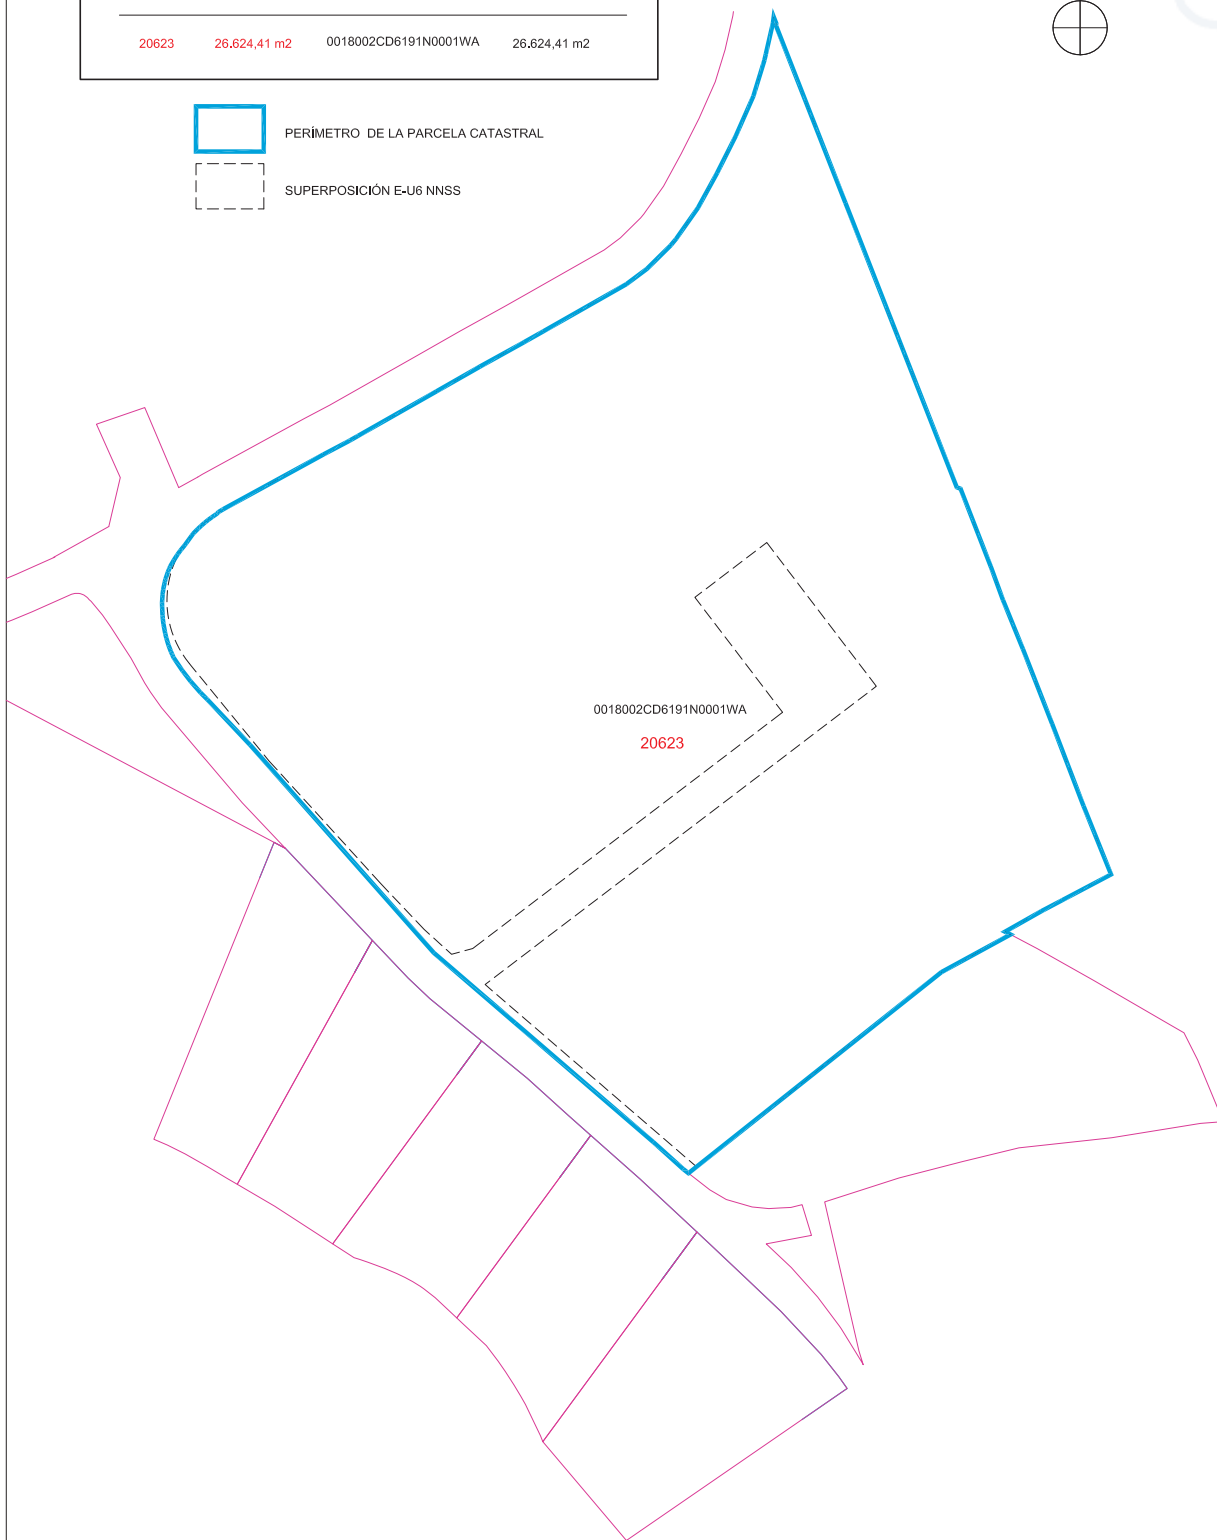 20623 26.624,41 m2 0018002CD6191N0001WA 26.624,41 m2
PERÍMETRO DE LA PARCELA CATASTRAL
SUPERPOSICIÓN E-U6 NNSS
0018002CD6191N0001WA
20623